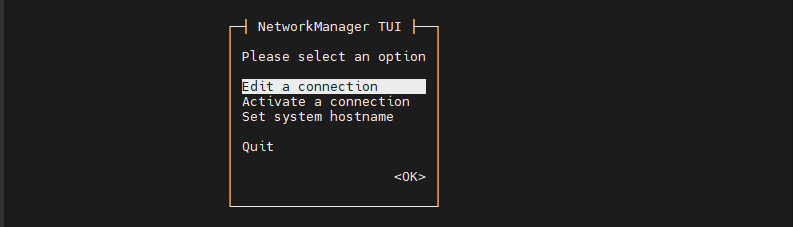 NetworkManager TUI
Please select an option
Edit a connection
Activate a connection
Set system hostname
Quit
<OK>